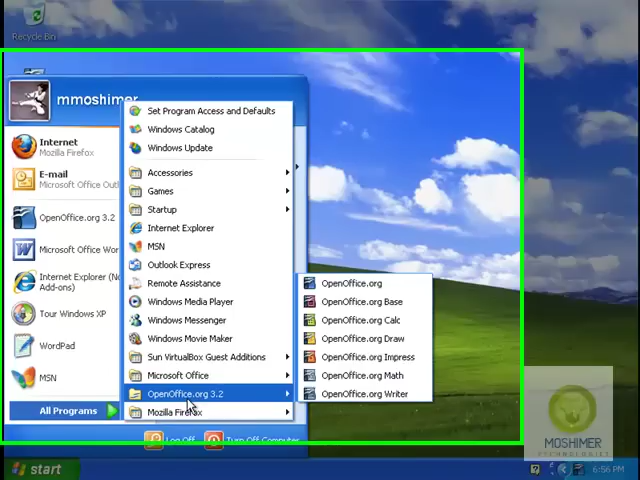 Recycle Bin
mmoshimer
Internet
Mozilla Firefox
E-mail
Microsoft Office
OpenOffice.org 3.2
Microsoft Office
Internet Explorer (No
Add-ons)
Tour Windows XP
WordPad
MSN
All Programs
Set Program Access and Defaults
Windows Catalog
Windows Update
Accessories
Games
Startup
Internet Explorer
MSN
Outlook Express
Remote Assistance
Windows Media Player
Windows Messenger
Windows Movie Maker
Sun VirtualBox Guest Additions
Microsoft Office
OpenOffice.org 3.2
Mozilla Firefox
OpenOffice.org
OpenOffice.org Base
OpenOffice.org Calc
OpenOffice.org Draw
OpenOffice.org Impress
OpenOffice.org Math
OpenOffice.org Writer
Log Off
Turn Off Computer
MOSHIMER
TECHNOLOGIES
start
6:56 PM